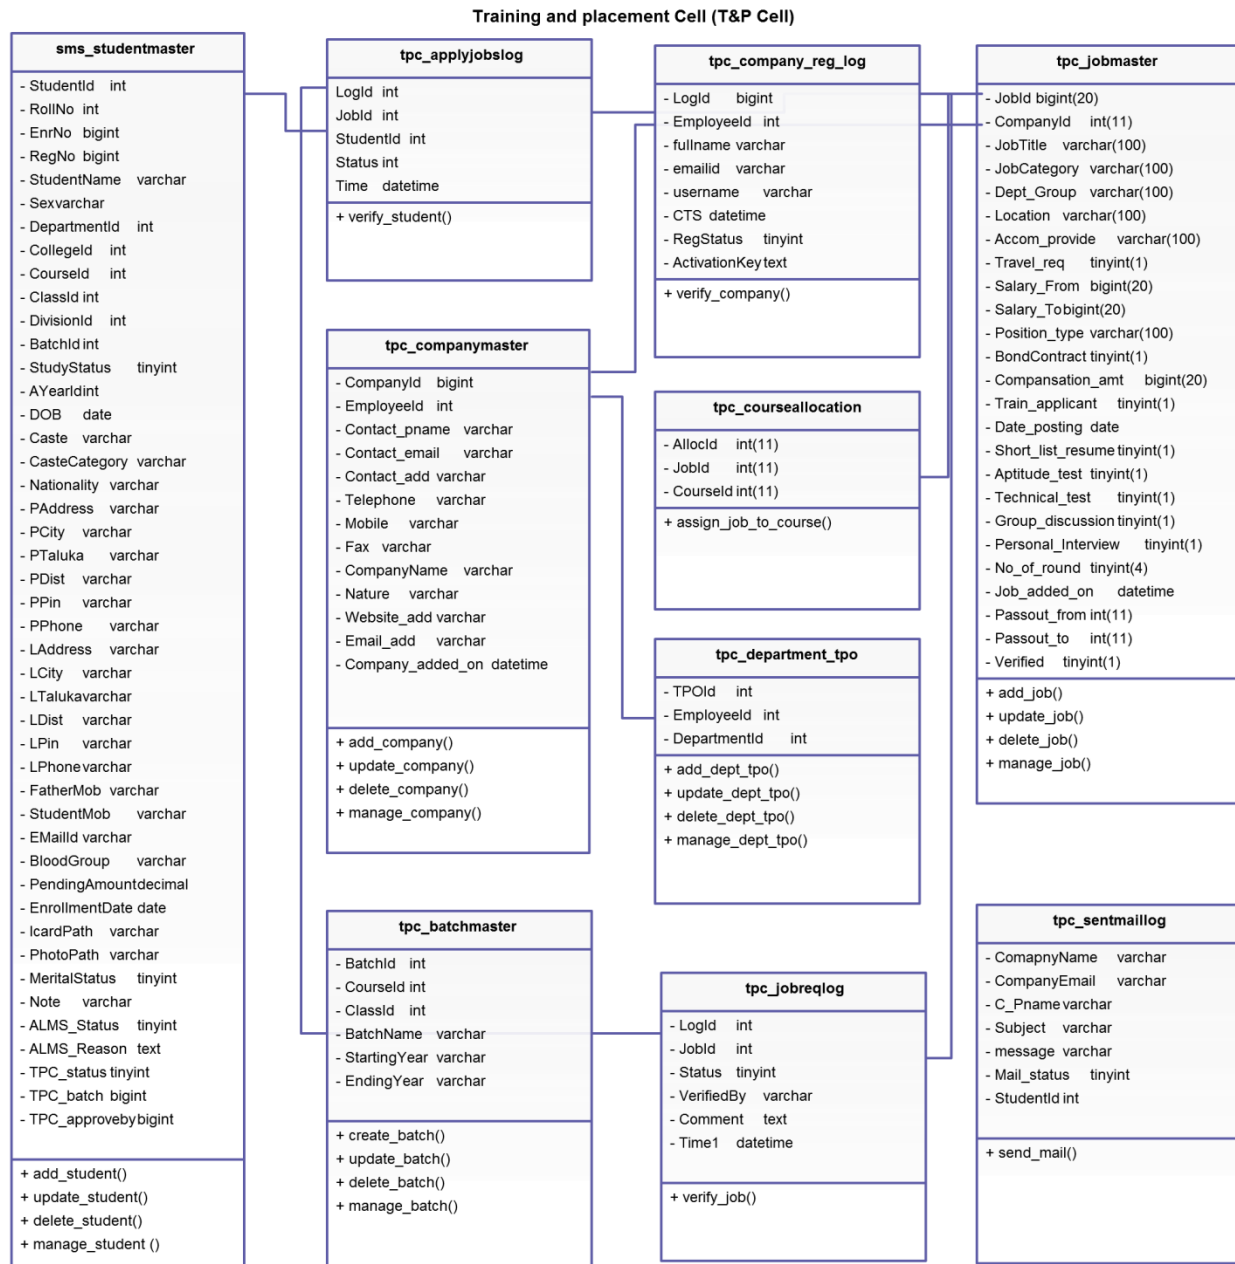 Training and placement Cell (T&P Cell)
sms_studentmaster
- StudentId int
- RollNo int
- EnrNo bigint
- RegNo bigint
- StudentName varchar
- Sexvarchar
- DepartmentId int
- CollegeId int
- CourseId int
- ClassId int
- DivisionId int
- BatchId int
- StudyStatus tinyint
- AYearIdint
- DOB date
- Caste varchar
- CasteCategory varchar
- Nationality varchar
- PAddress varchar
- PCity varchar
- PTaluka varchar
- PDist varchar
- PPin varchar
- PPhone varchar
- LAddress varchar
- LCity varchar
- LTalukavarchar
- LDist varchar
- LPin varchar
- LPhonevarchar
- FatherMob varchar
- StudentMob varchar
- EMailId varchar
- BloodGroup varchar
- PendingAmountdecimal
- EnrollmentDate date
- IcardPath varchar
- PhotoPath varchar
- MeritalStatus tinyint
- Note varchar
- ALMS_Status tinyint
- ALMS_Reason text
- TPC_status tinyint
- TPC_batch bigint
- TPC_approveby bigint
+ add_student()
+ update_student()
+ delete_student()
+ manage_student ()
tpc_applyjobslog
LogId int
JobId int
StudentId int
Status int
Time datetime
+ verify_student()
tpc_companymaster
- CompanyId bigint
- EmployeeId int
- Contact_pname varchar
- Contact_email varchar
- Contact_add varchar
- Telephone varchar
- Mobile varchar
- Fax varchar
- CompanyName varchar
- Nature varchar
- Website_add varchar
- Email_add varchar
- Company_added_on datetime
+ add_company()
+ update_company()
+ delete_company()
+ manage_company()
tpc_batchmaster
- BatchId int
- CourseId int
- ClassId int
- BatchName varchar
- StartingYear varchar
- EndingYear varchar
+ create_batch()
+ update_batch()
+ delete_batch()
+ manage_batch()
tpc_company_reg_log
- LogId bigint
- EmployeeId int
- fullname varchar
- emailid varchar
- username varchar
- CTS datetime
- RegStatus tinyint
- ActivationKey text
+ verify_company()
tpc_courseallocation
- AllocId int(11)
- JobId int(11)
- CourseId int(11)
+ assign_job_to_course()
tpc_department_tpo
- TPOId int
- EmployeeId int
- DepartmentId int
+ add_dept_tpo()
+ update_dept_tpo()
+ delete_dept_tpo()
+ manage_dept_tpo()
tpc_jobreqlog
- LogId int
- JobId int
- Status tinyint
- VerifiedBy varchar
- Comment text
- Time1 datetime
+ verify_job()
tpc_jobmaster
- JobId bigint(20)
- CompanyId int(11)
- JobTitle varchar(100)
- JobCategory varchar(100)
- Dept_Group varchar(100)
- Location varchar(100)
- Accom_provide varchar(100)
- Travel_req tinyint(1)
- Salary_From bigint(20)
- Salary_Tobigint(20)
- Position_type varchar(100)
- BondContract tinyint(1)
- Compansation_amt bigint(20)
- Train_applicant tinyint(1)
- Date_posting date
- Short_list_resume tinyint(1)
- Aptitude_test tinyint(1)
- Technical_test tinyint(1)
- Group_discussion tinyint(1)
- Personal_Interview tinyint(1)
- No_of_round tinyint(4)
- Job_added_on datetime
- Passout_from int(11)
- Passout_to int(11)
- Verified tinyint(1)
+ add_job()
+ update_job()
+ delete_job()
+ manage_job()
tpc_sentmaillog
- ComapnyName varchar
- CompanyEmail varchar
- C_Pname varchar
- Subject varchar
- message varchar
- Mail_status tinyint
- StudentId int
+ send_mail()